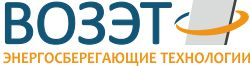 ВОЗЭТ
ЭНЕРГОСБЕРЕГАЮЩИЕ ТЕХНОЛОГИИ